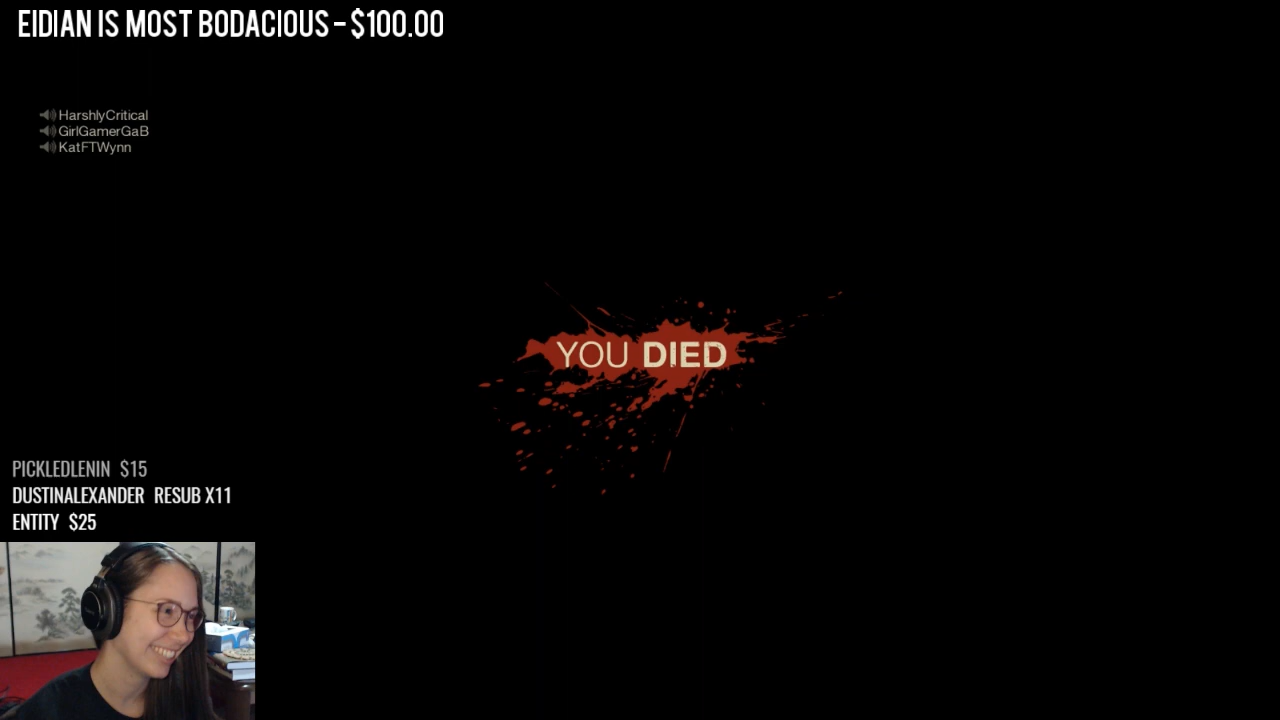 EIDIAN IS MOST BODACIOUS - $100.00
HarshlyCritical
GirlGamerGaB
KatFTWynn
YOU DIED
PICKLEDLENIN $15
DUSTINALEXANDER RESUB X11
ENTITY $25